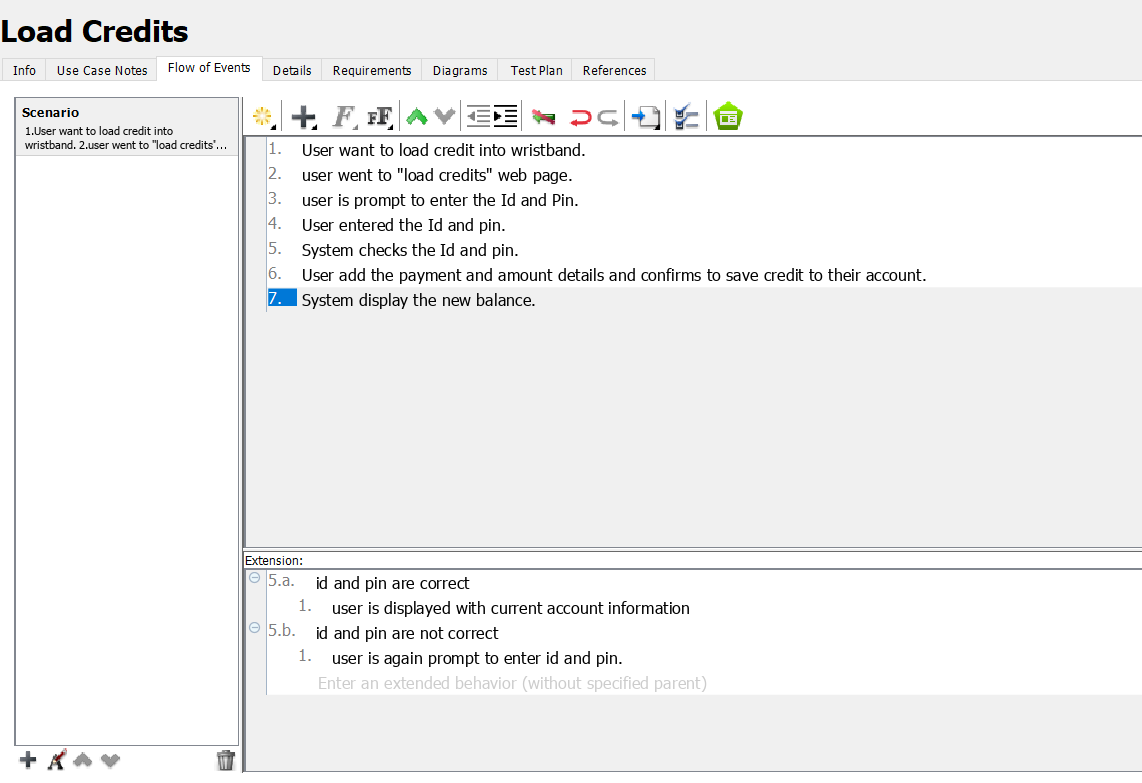 Load Credits
Info Use Case Notes Flow of Events Details Requirements Diagrams Test Plan References
Scenario
1.User want to load credit into
wristband. 2.user went to "load credits"...
F FF
1. User want to load credit into wristband.
2. user went to "load credits" web page.
3. user is prompt to enter the Id and Pin.
4. User entered the Id and pin.
5. System checks the Id and pin.
6. User add the payment and amount details and confirms to save credit to their account.
7. System display the new balance.
Extension:
5.a. id and pin are correct
1. user is displayed with current account information
5.b. id and pin are not correct
1. user is again prompt to enter id and pin.
Enter an extended behavior (without specified parent)